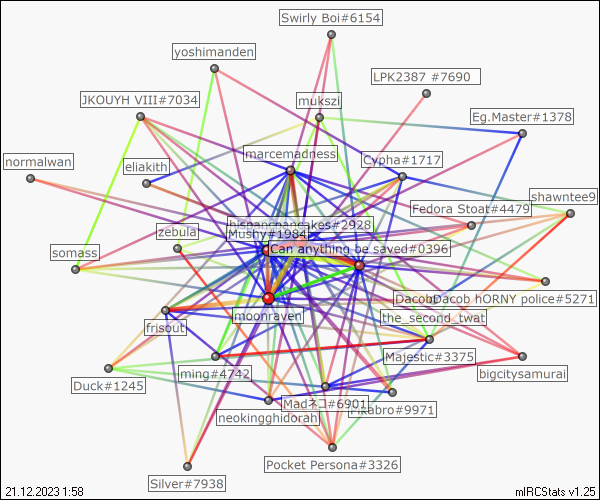 Swirly Boi#6154
yoshimanden
LPK2387 #7690
JKOUYH VIII#7034
mukszi
Eg.Master#1378
marcemadness
Cypha#1717
normalwan
eliakith
shawntee9
Fedora Stoat#4479
hispancpancakes#2928
zebula
Mushy#1984
Can anything be saved#0396
somass
DacobDacob hORNY police#5271
moonraven
the_second_twat
frisout
Majestic#3375
ming#4742
bigcitysamurai
Duck#1245
Madネコ#6901
#9971
neokingghidorah
Pocket Persona#3326
Silver#7938
21.12.2023 1:58
mIRCStats v1.25